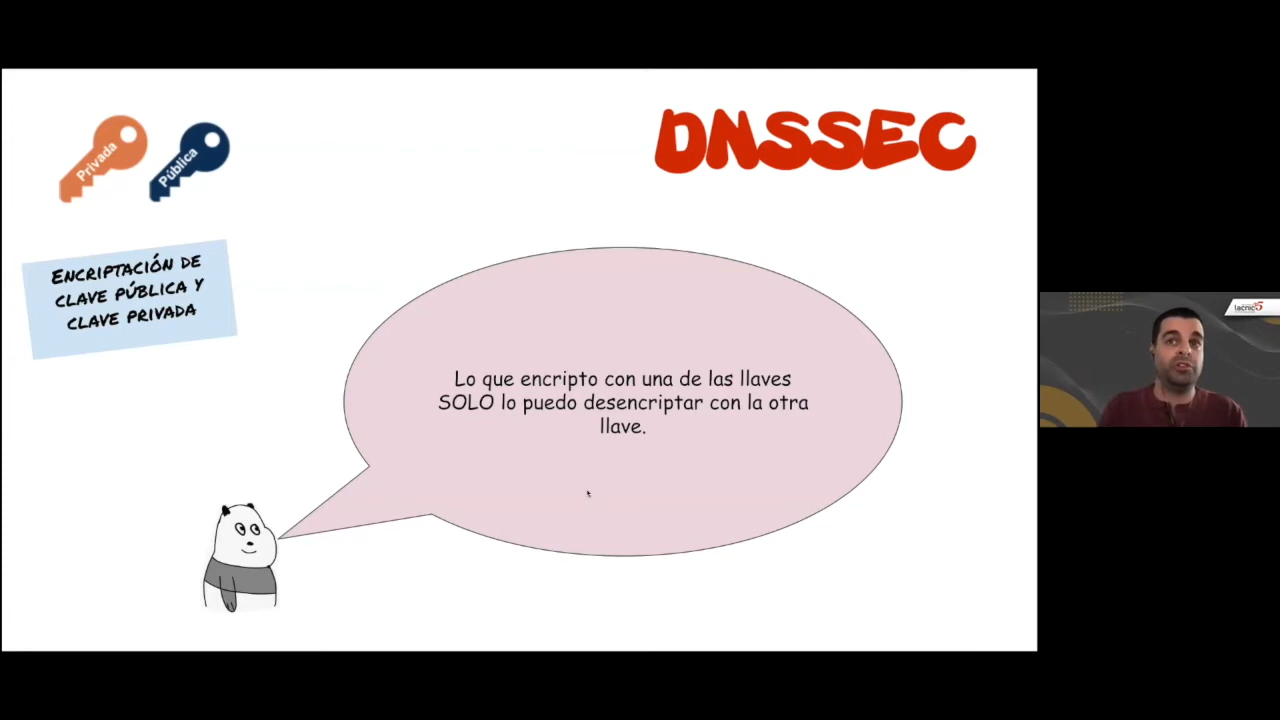 DNSSEC
Privada
Pública
ENCRIPTACIÓN DE
CLAVE PÚBLICA Y
CLAVE PRIVADA
Lo que encripto con una de las llaves
SOLO lo puedo desencriptar con la otra
llave.
lacnic